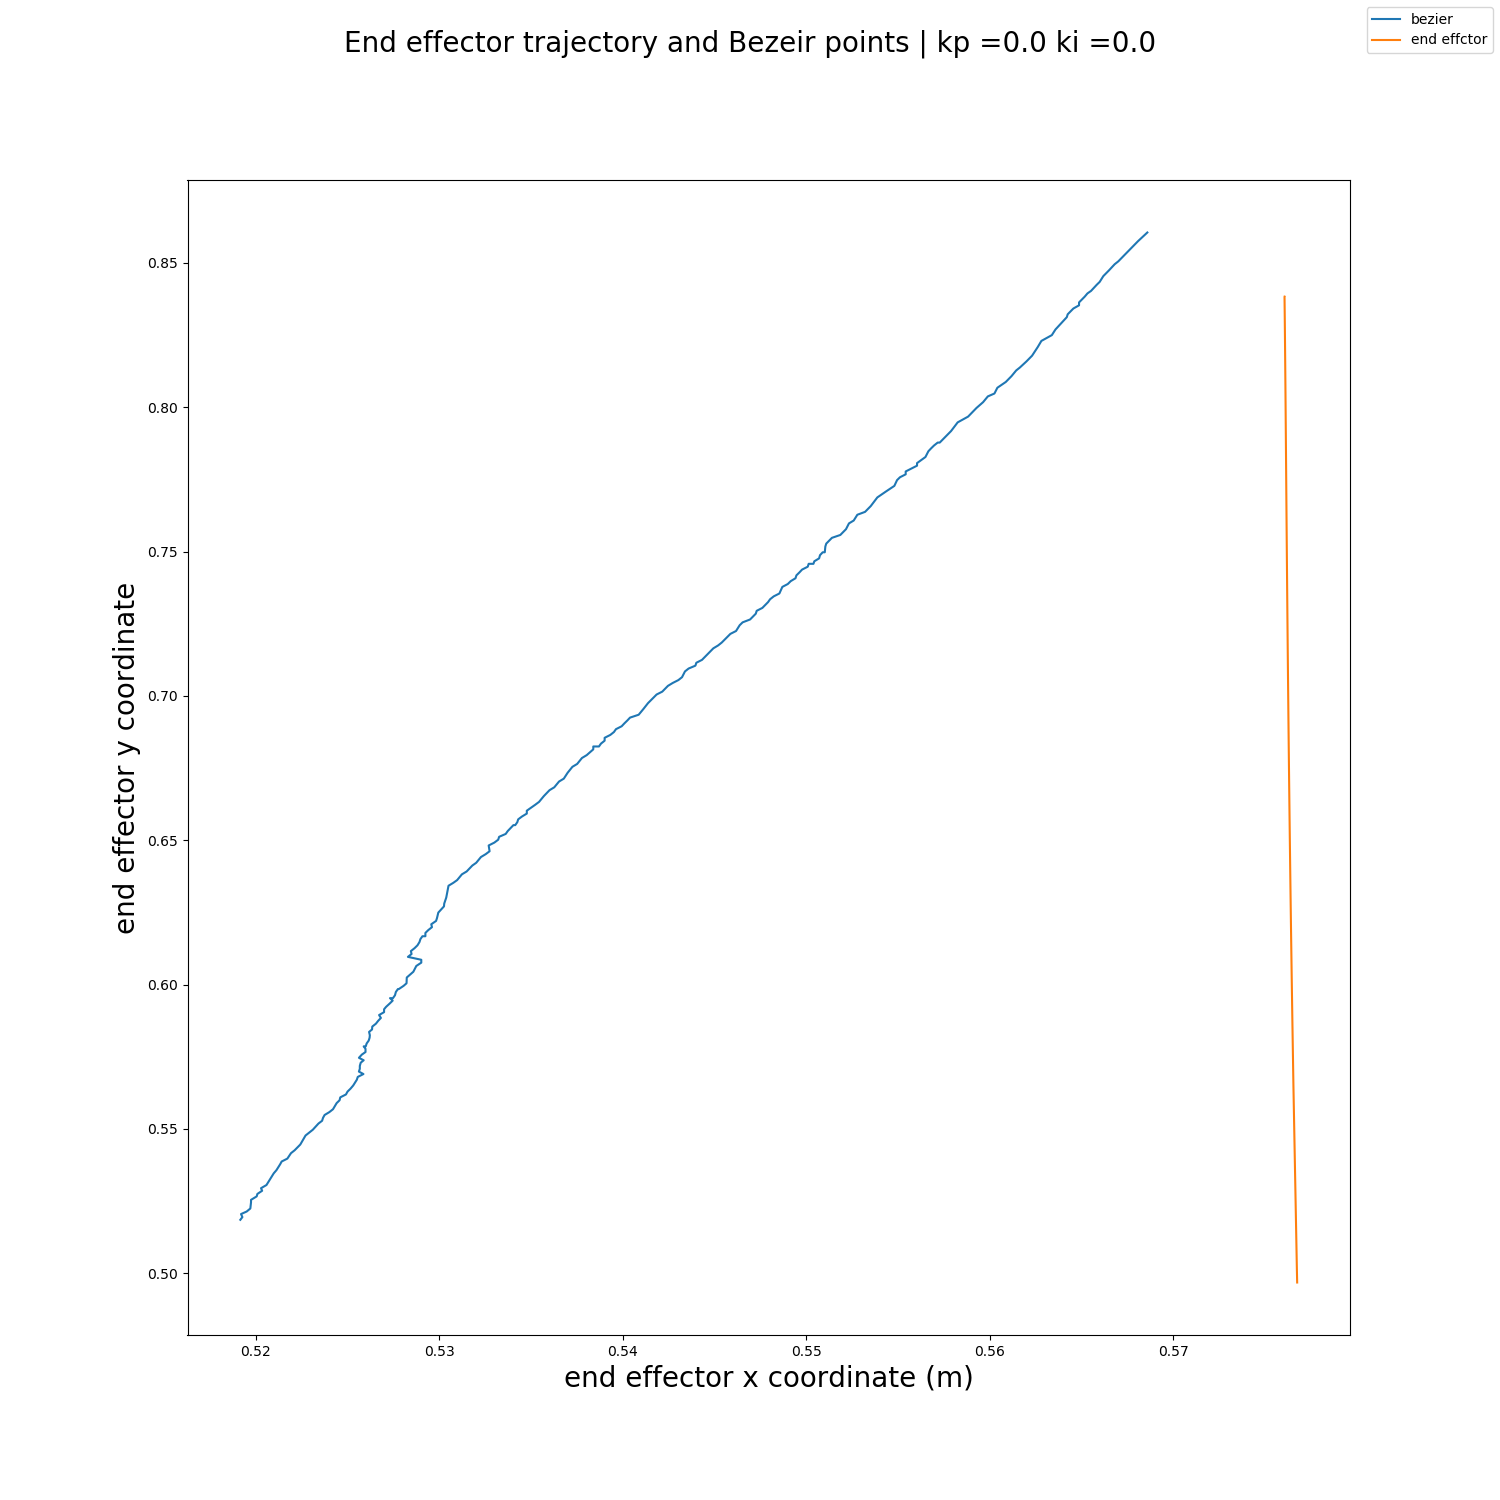 End effector trajectory and Bezeir points | kp =0.0 ki =0.0
bezier
end effctor
0.85
0.80
0.75
0.70
0.65
0.60
0.55
0.50
end effector y coordinate
0.52 0.53 0.54 0.55 0.56 0.57
end effector x coordinate (m)